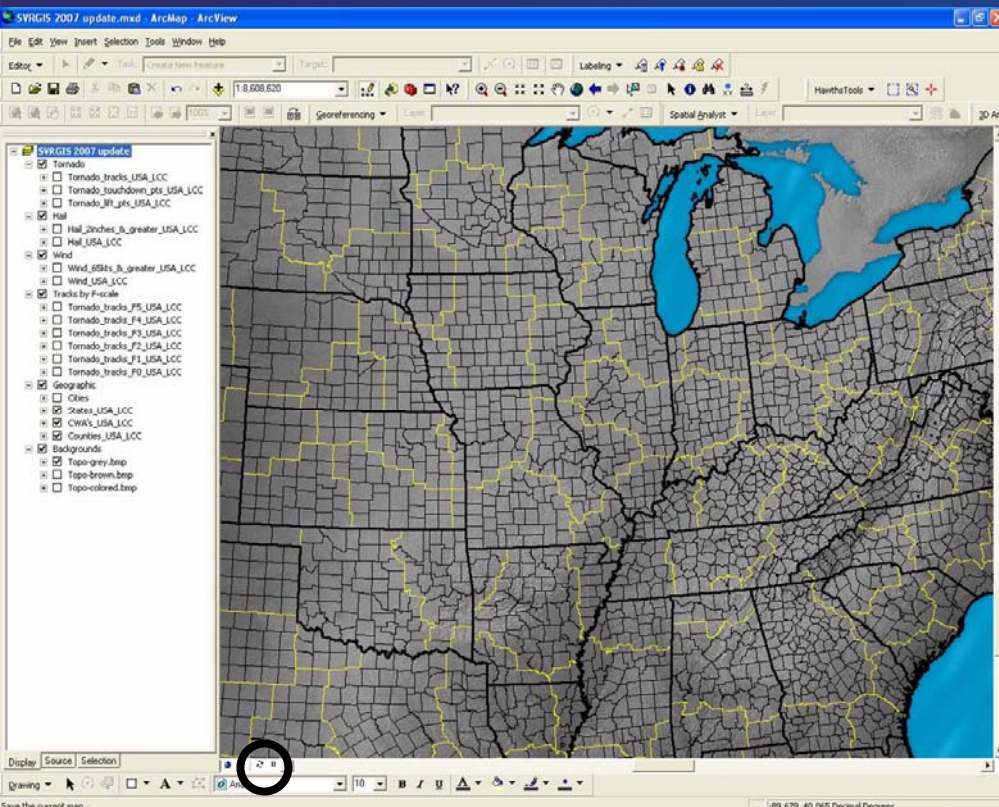 SVRGIS 2007 update.mxd - ArcMap - ArcView
File Edit View Insert Selection Tools Window Help
Editor Task: Create New Feature Target: Labeling
1:8,608,620 HawthsTools
100% Georeferencing Layer: Spatial Analyst Layer: 3D An
SVRGIS 2007 update
Tornado
Tornado_tracks_USA_LCC
Tornado_touchdown_pts_USA_LCC
Tornado_lift_pts_USA_LCC
Hail
Hail_2inches_&_greater_USA_LCC
Hail_USA_LCC
Wind
Wind_65kts_&_greater_USA_LCC
Wind_USA_LCC
Tracks by F-scale
Tornado_tracks_F5_USA_LCC
Tornado_tracks_F4_USA_LCC
Tornado_tracks_F3_USA_LCC
Tornado_tracks_F2_USA_LCC
Tornado_tracks_F1_USA_LCC
Tornado_tracks_F0_USA_LCC
Geographic
Cities
States_USA_LCC
CWA's_USA_LCC
Counties_USA_LCC
Backgrounds
Topo-grey.bmp
Topo-brown.bmp
Topo-colored.bmp
Display Source Selection
Drawing A 10 B I U A
Save the current map -89.679 40.065 Decimal Degrees